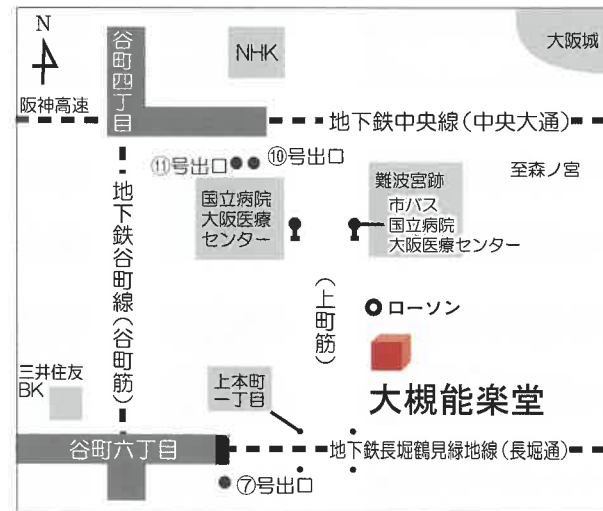 N
谷町四丁目
NHK
大阪城
阪神高速
地下鉄中央線(中央大通)
⑪号出口
⑩号出口
至森ノ宮
地下鉄谷町線(谷町筋)
国立病院
大阪医療
センター
難波宮跡
市バス
国立病院
大阪医療センター
(上町筋)
ローソン
三井住友
BK
上本町
一丁目
大槻能楽堂
谷町六丁目
地下鉄長堀鶴見緑地線(長堀通)
⑦号出口